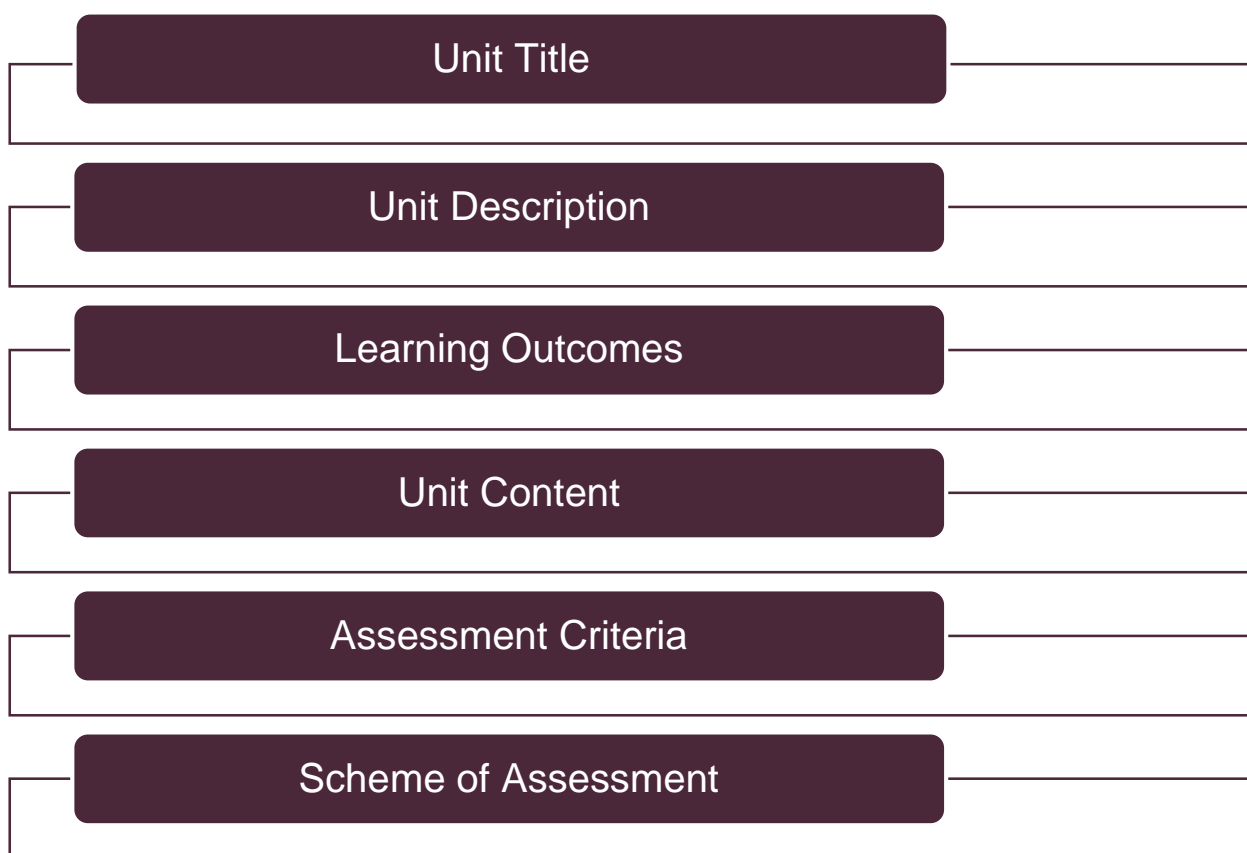 Unit Title
Unit Description
Learning Outcomes
Unit Content
Assessment Criteria
Scheme of Assessment